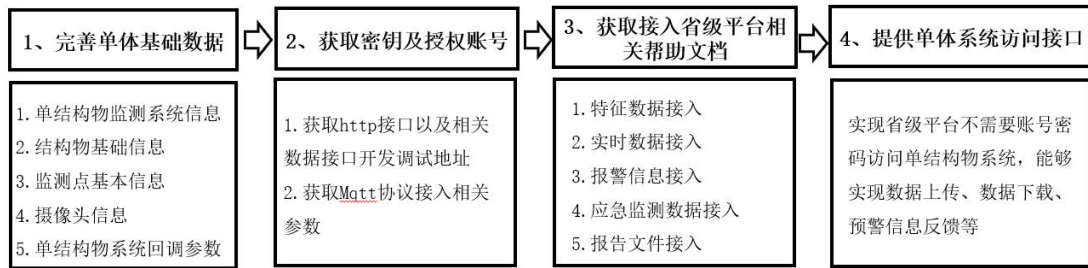 1、完善单体基础数据
1.单结构物监测系统信息
2.结构物基础信息
3.监测点基本信息
4.摄像头信息
5.单结构物系统回调参数
2、获取密钥及授权账号
1.获取http接口以及相关
数据接口开发调试地址
2.获取Mqtt协议接入相关
参数
3、获取接入省级平台相
关帮助文档
1.特征数据接入
2.实时数据接入
3.报警信息接入
4.应急监测数据接入
5.报告文件接入
4、提供单体系统访问接口
实现省级平台不需要账号密
码访问单结构物系统，能够
实现数据上传、数据下载、
预警信息反馈等